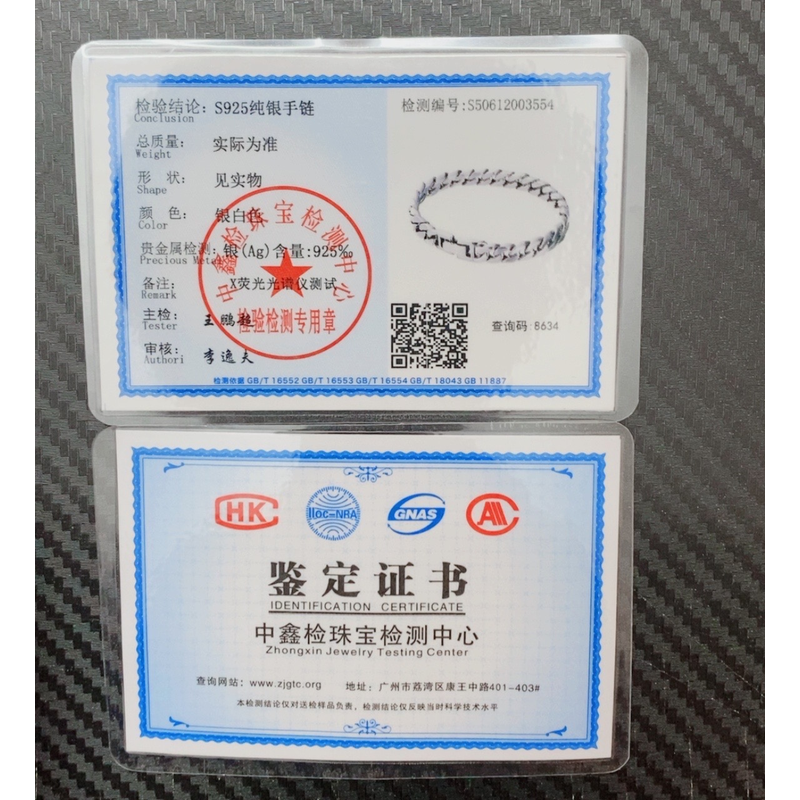 检验结论: S925纯银手链
Conclusion
检测编号:S50612003554
总质量: 实际为准
Weight
形 状: 见实物
Shape
颜 色: 银白色
Color
贵金属检测: 银(Ag)含量:925‰
Precious Metal
备注: X荧光光谱仪测试
Remark
主检: 王鹏超
Tester
审核: 李逸夫
Authori
查询码:8634
中鑫检珠宝检测中心
检验检测专用章
检测依据 GB/T 16552 GB/T 16553 GB/T 16554 GB/T 18043 GB 11887
HK
Iloc-NRA
GNAS
鉴定证书
IDENTIFICATION CERTIFICATE
中鑫检珠宝检测中心
Zhongxin Jewelry Testing Center
查询网站: www.zjgtc.org 地址: 广州市荔湾区康王中路401-403#
本检测结论仅对送检样品负责, 检测结论仅反映当时科学技术水平